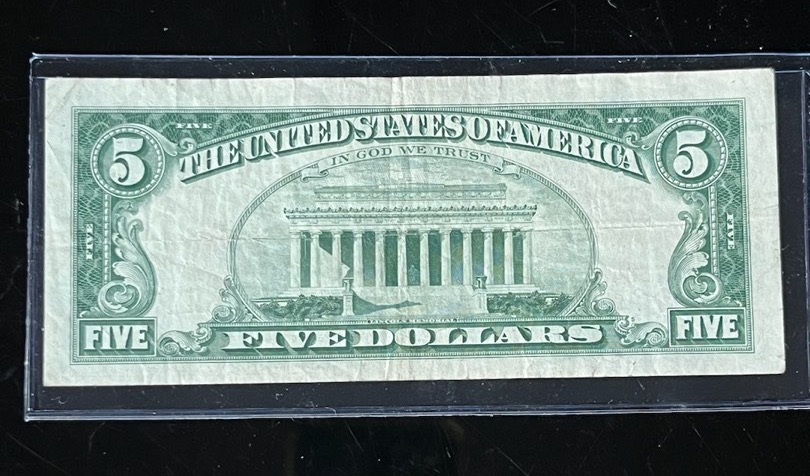 FIVE FIVE
5 THE UNITED STATES OF AMERICA 5
IN GOD WE TRUST
FIVE FIVE
LINCOLN MEMORIAL
FIVE FIVE DOLLARS FIVE